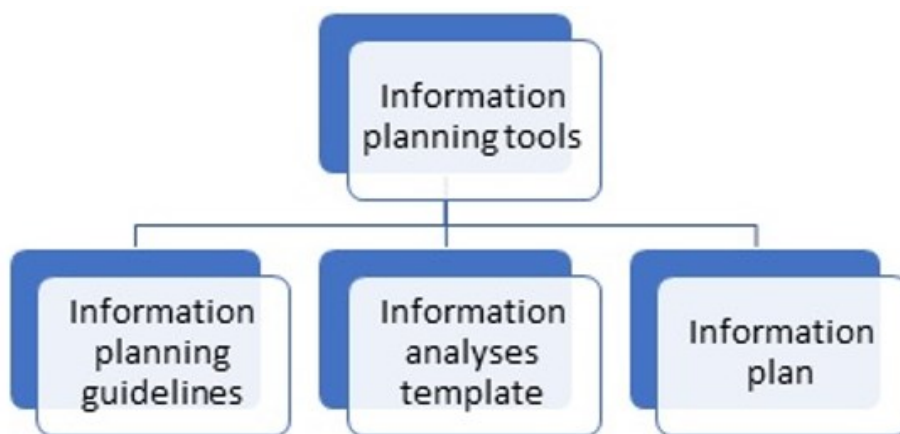 Information
planning tools
Information
planning
guidelines
Information
analyses
template
Information
plan